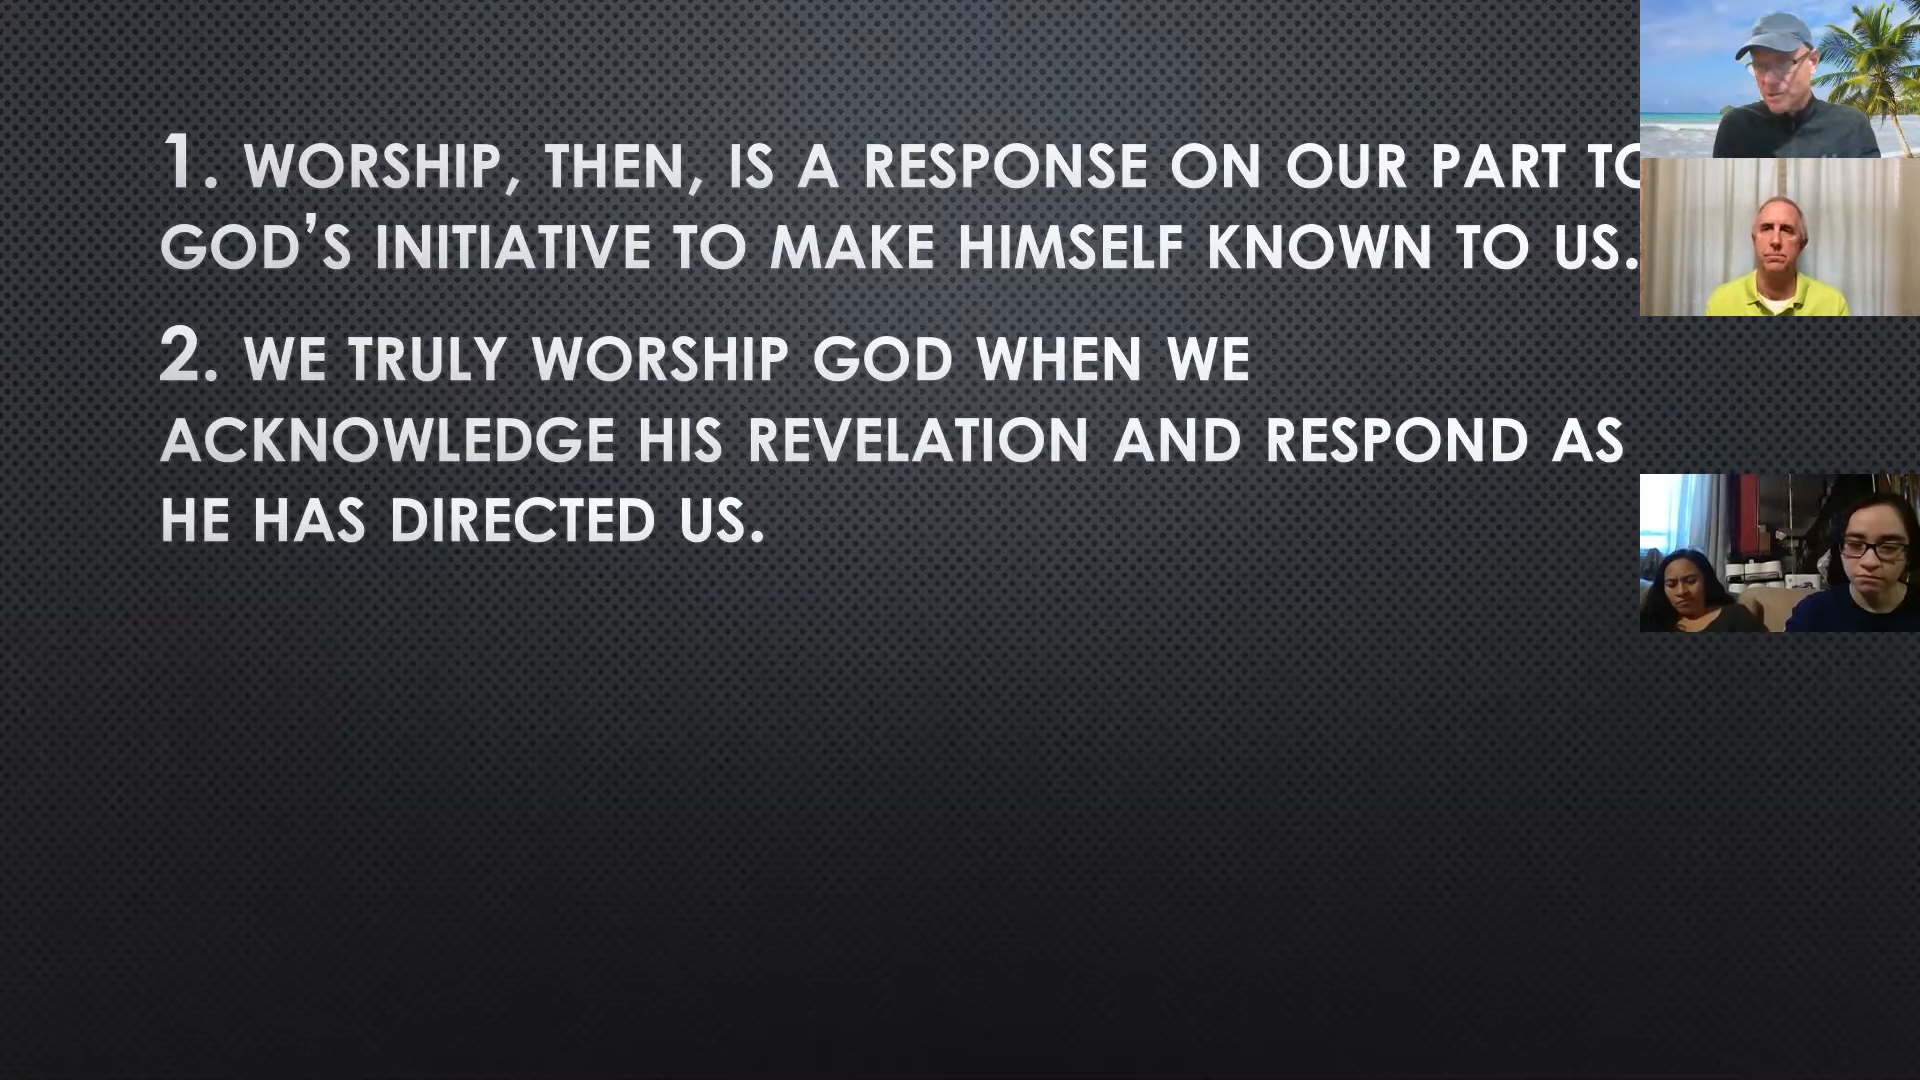 1. WORSHIP, THEN, IS A RESPONSE ON OUR PART TO
GOD’S INITIATIVE TO MAKE HIMSELF KNOWN TO US.
2. WE TRULY WORSHIP GOD WHEN WE
ACKNOWLEDGE HIS REVELATION AND RESPOND AS
HE HAS DIRECTED US.